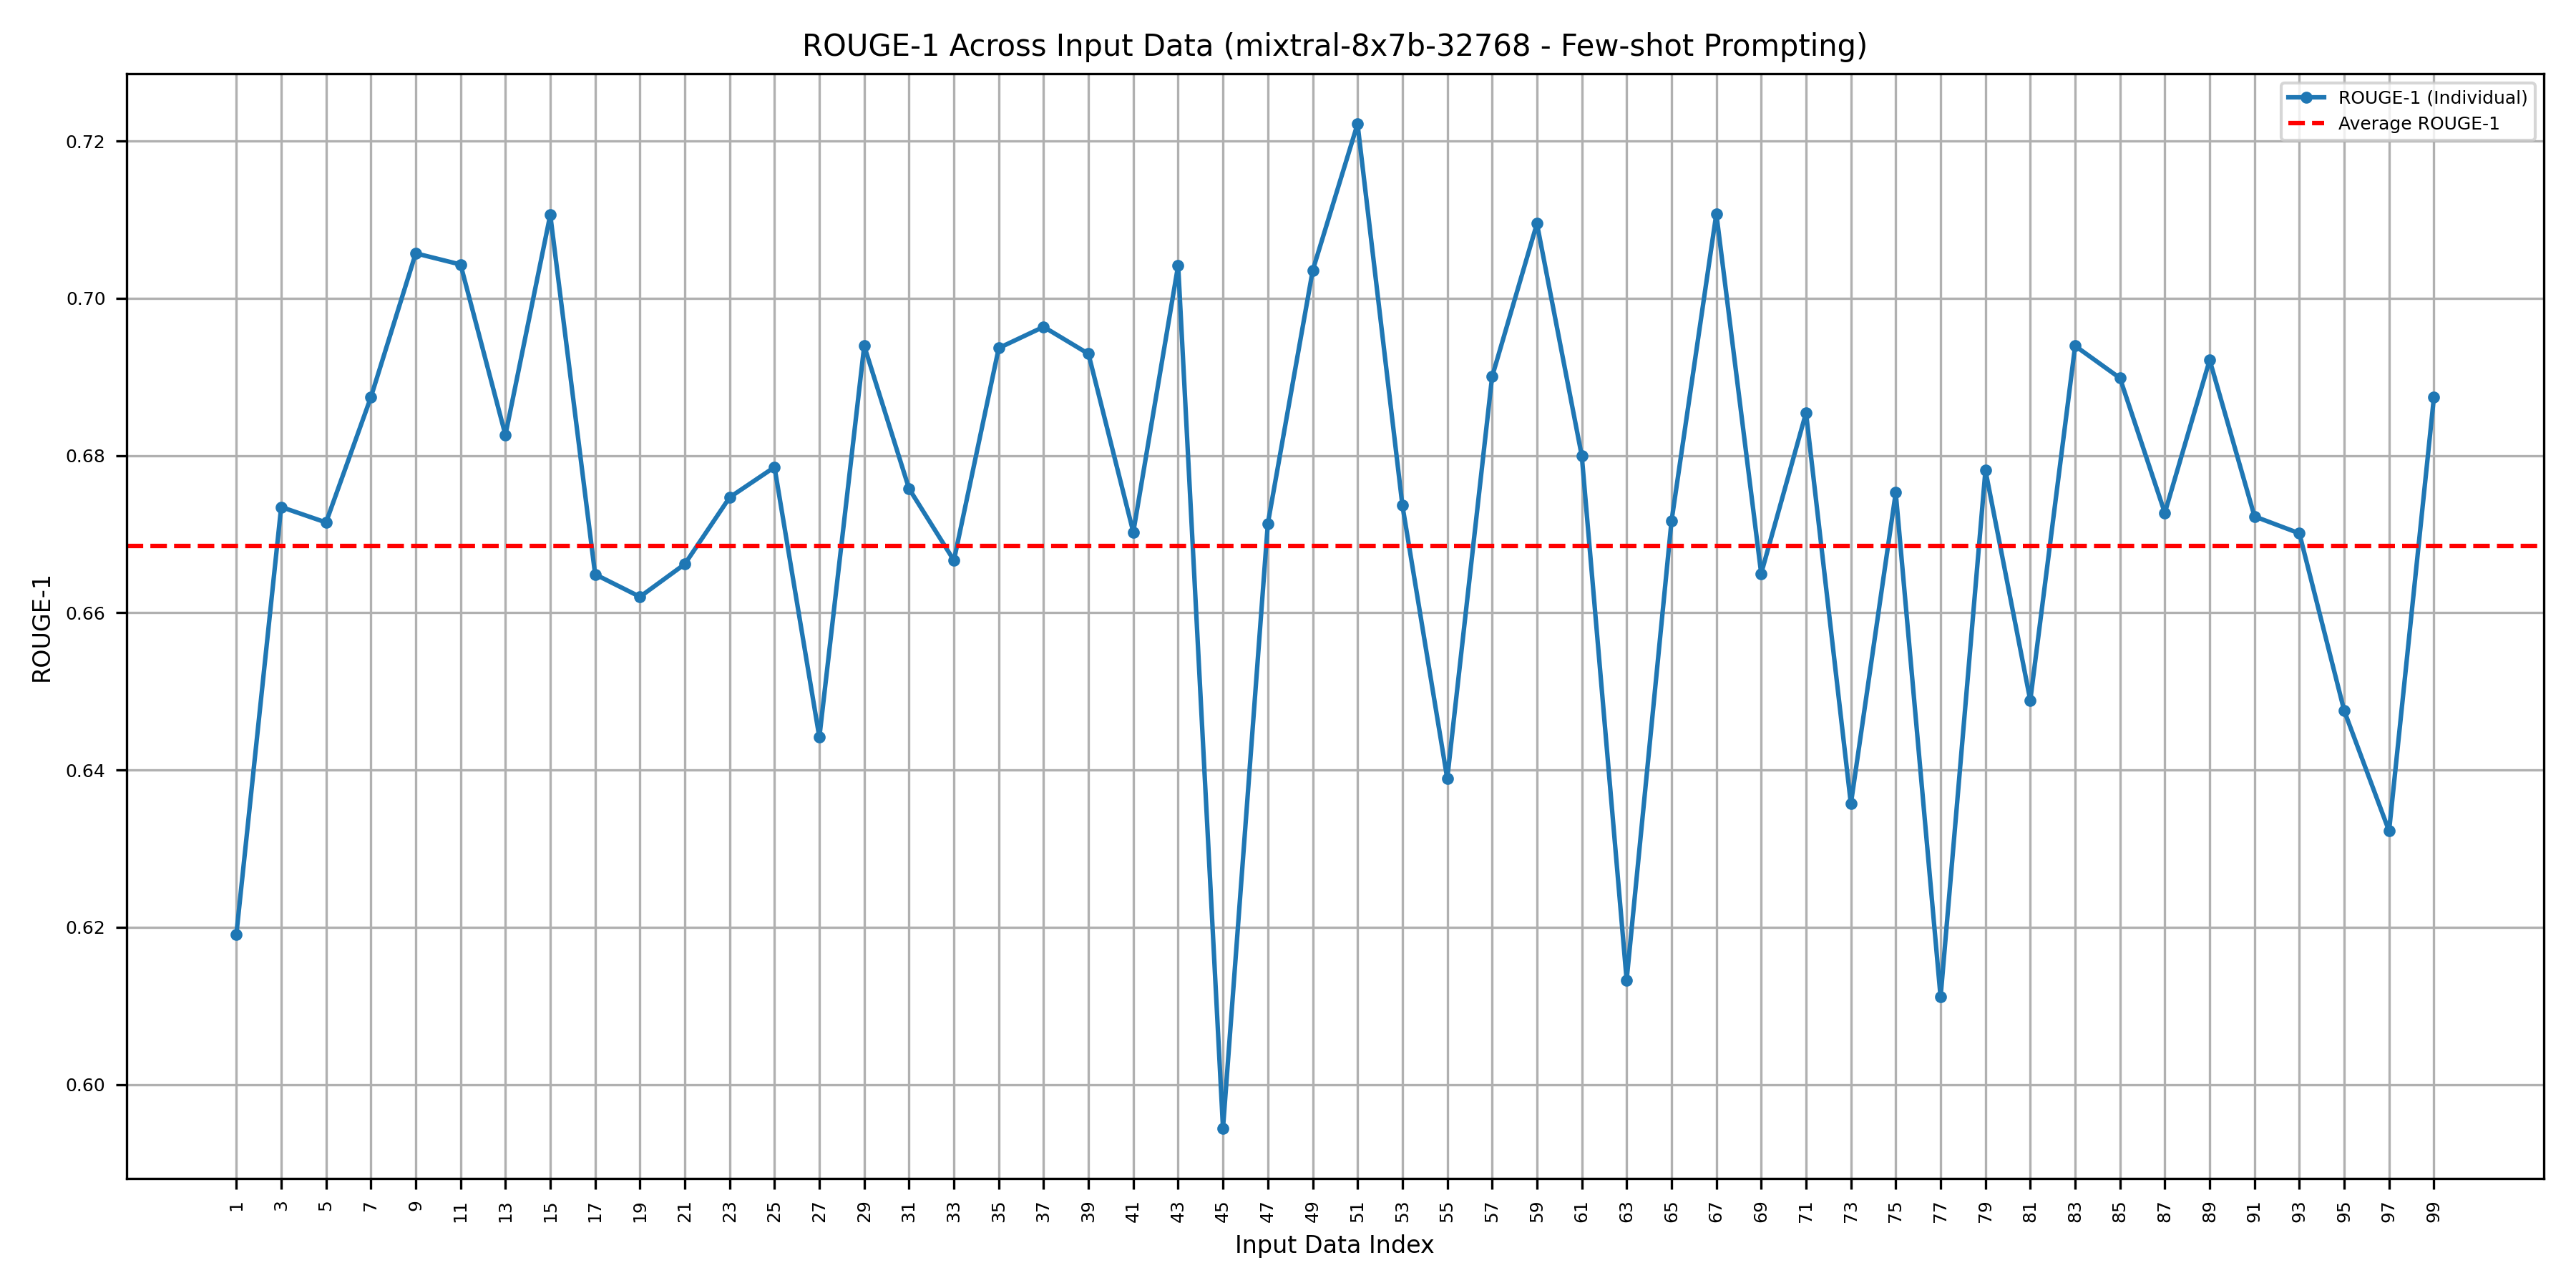 ROUGE-1 Across Input Data (mixtral-8x7b-32768 - Few-shot Prompting)
ROUGE-1 (Individual)
Average ROUGE-1
0.72
0.70
0.68
0.66
0.64
0.62
0.60
ROUGE-1
1 3 5 7 9 11 13 15 17 19 21 23 25 27 29 31 33 35 37 39 41 43 45 47 49 51 53 55 57 59 61 63 65 67 69 71 73 75 77 79 81 83 85 87 89 91 93 95 97 99
Input Data Index